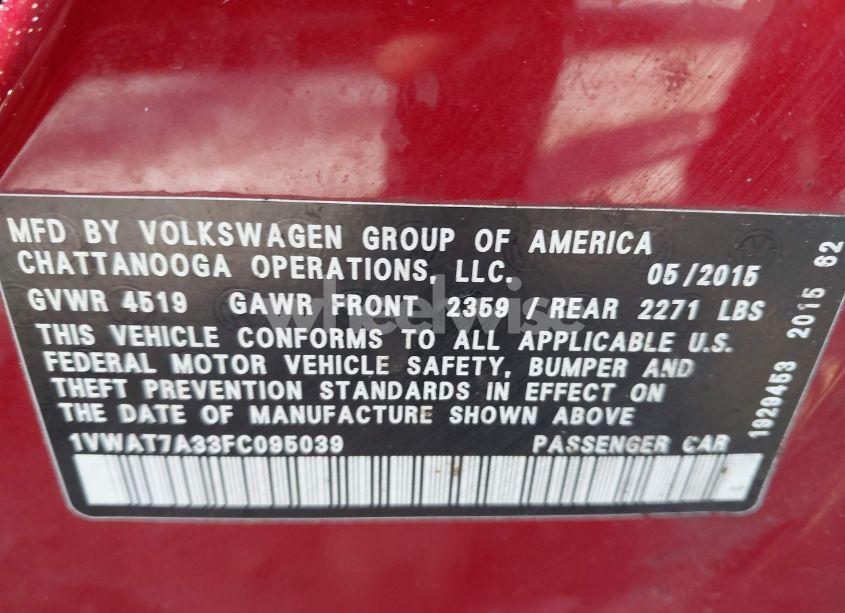 MFD BY VOLKSWAGEN GROUP OF AMERICA
CHATTANOOGA OPERATIONS, LLC. 05/2015
GVWR 4519 GAWR FRONT 2359 / REAR 2271 LBS
THIS VEHICLE CONFORMS TO ALL APPLICABLE U.S.
FEDERAL MOTOR VEHICLE SAFETY, BUMPER AND
THEFT PREVENTION STANDARDS IN EFFECT ON
THE DATE OF MANUFACTURE SHOWN ABOVE
1VWAT7A33FC095039 PASSENGER CAR
1929453 2015 62
wheelwise